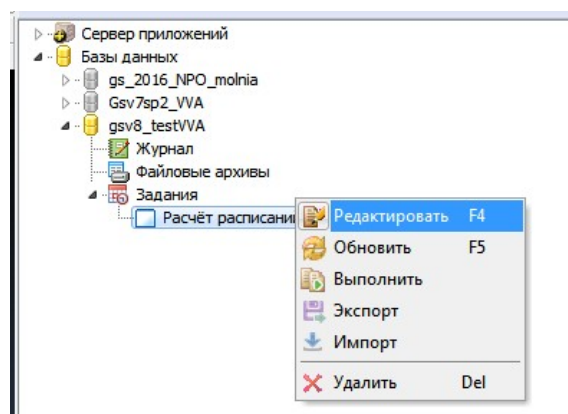 Сервер приложений
Базы данных
gs_2016_NPO_molnia
Gsv7sp2_VVA
gsv8_testVVA
Журнал
Файловые архивы
Задания
Расчёт расписани
Редактировать F4
Обновить F5
Выполнить
Экспорт
Импорт
Удалить Del